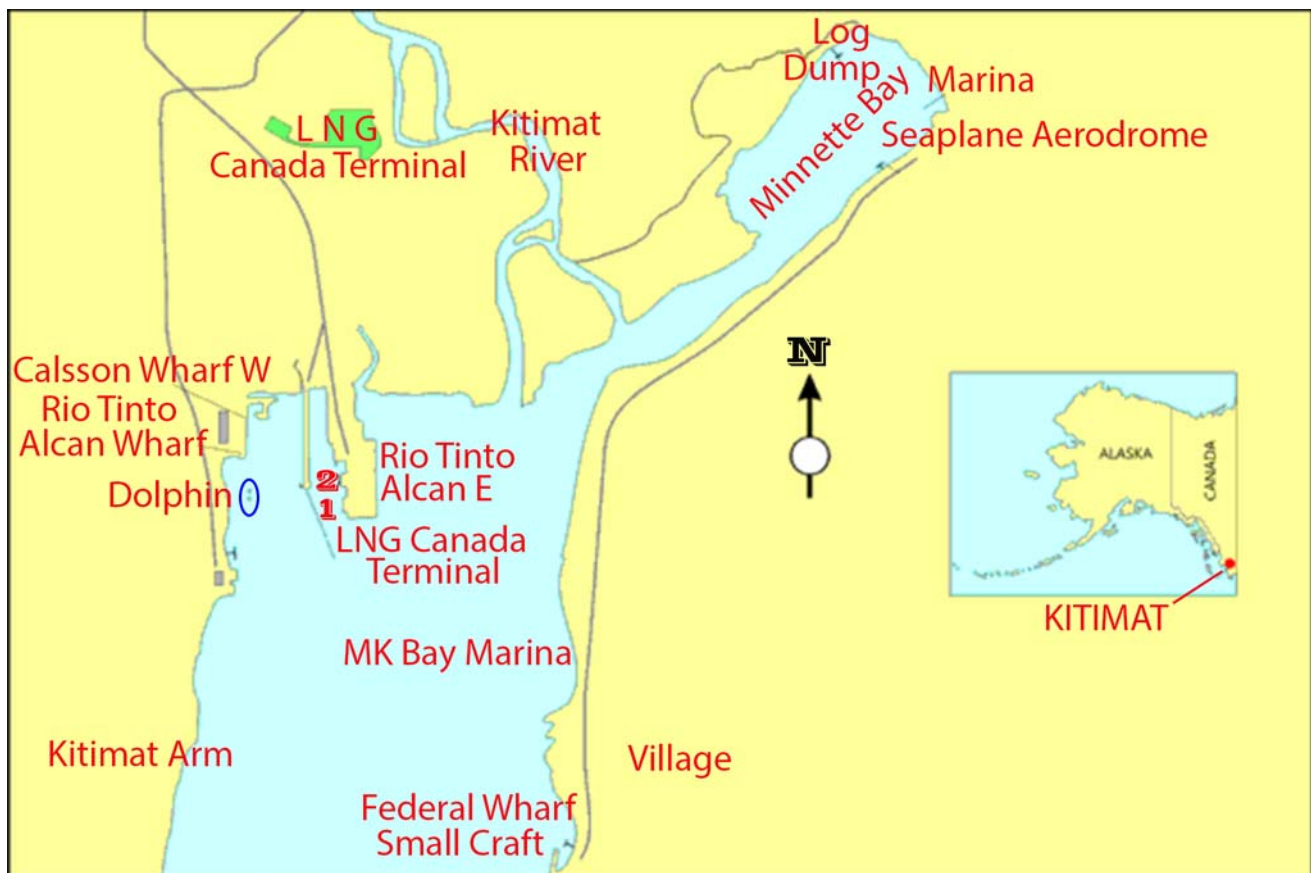 Log
Dump
Minnette Bay
Marina
Seaplane Aerodrome
L N G
Canada Terminal
Kitimat
River
N
Calsson Wharf W
Rio Tinto
Alcan Wharf
Dolphin
2
1
Rio Tinto
Alcan E
LNG Canada
Terminal
ALASKA
CANADA
KITIMAT
MK Bay Marina
Kitimat Arm
Village
Federal Wharf
Small Craft